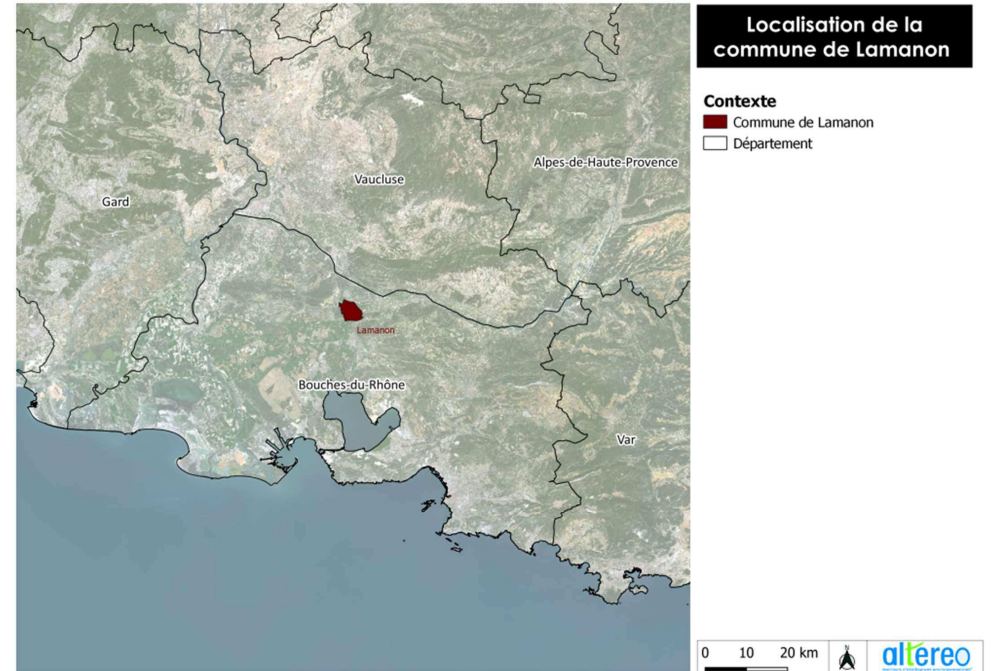 Localisation de la
commune de Lamanon
Contexte
Commune de Lamanon
Département
Alpes-de-Haute-Provence
Vaucluse
Gard
Lamanon
Bouches-du-Rhône
Var
0 10 20 km
altereo